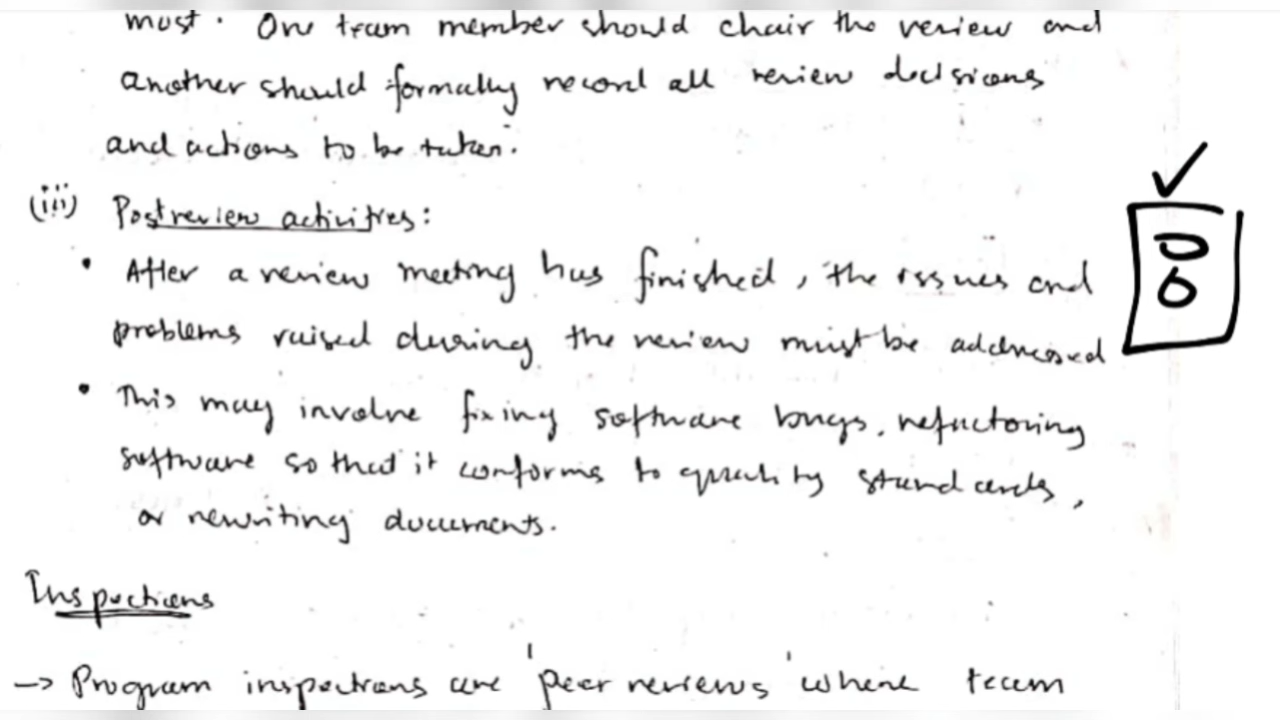 must. One team member should chair the review and
another should formally record all review decisions
and actions to be taken.
(iii) Postreview activities:
• After a review meeting has finished, the issues and
problems raised during the review must be addressed
• This may involve fixing software bugs, refactoring
software so that it conforms to quality standards,
or rewriting documents.
Inspections
→ Program inspections are 'peer reviews' where team